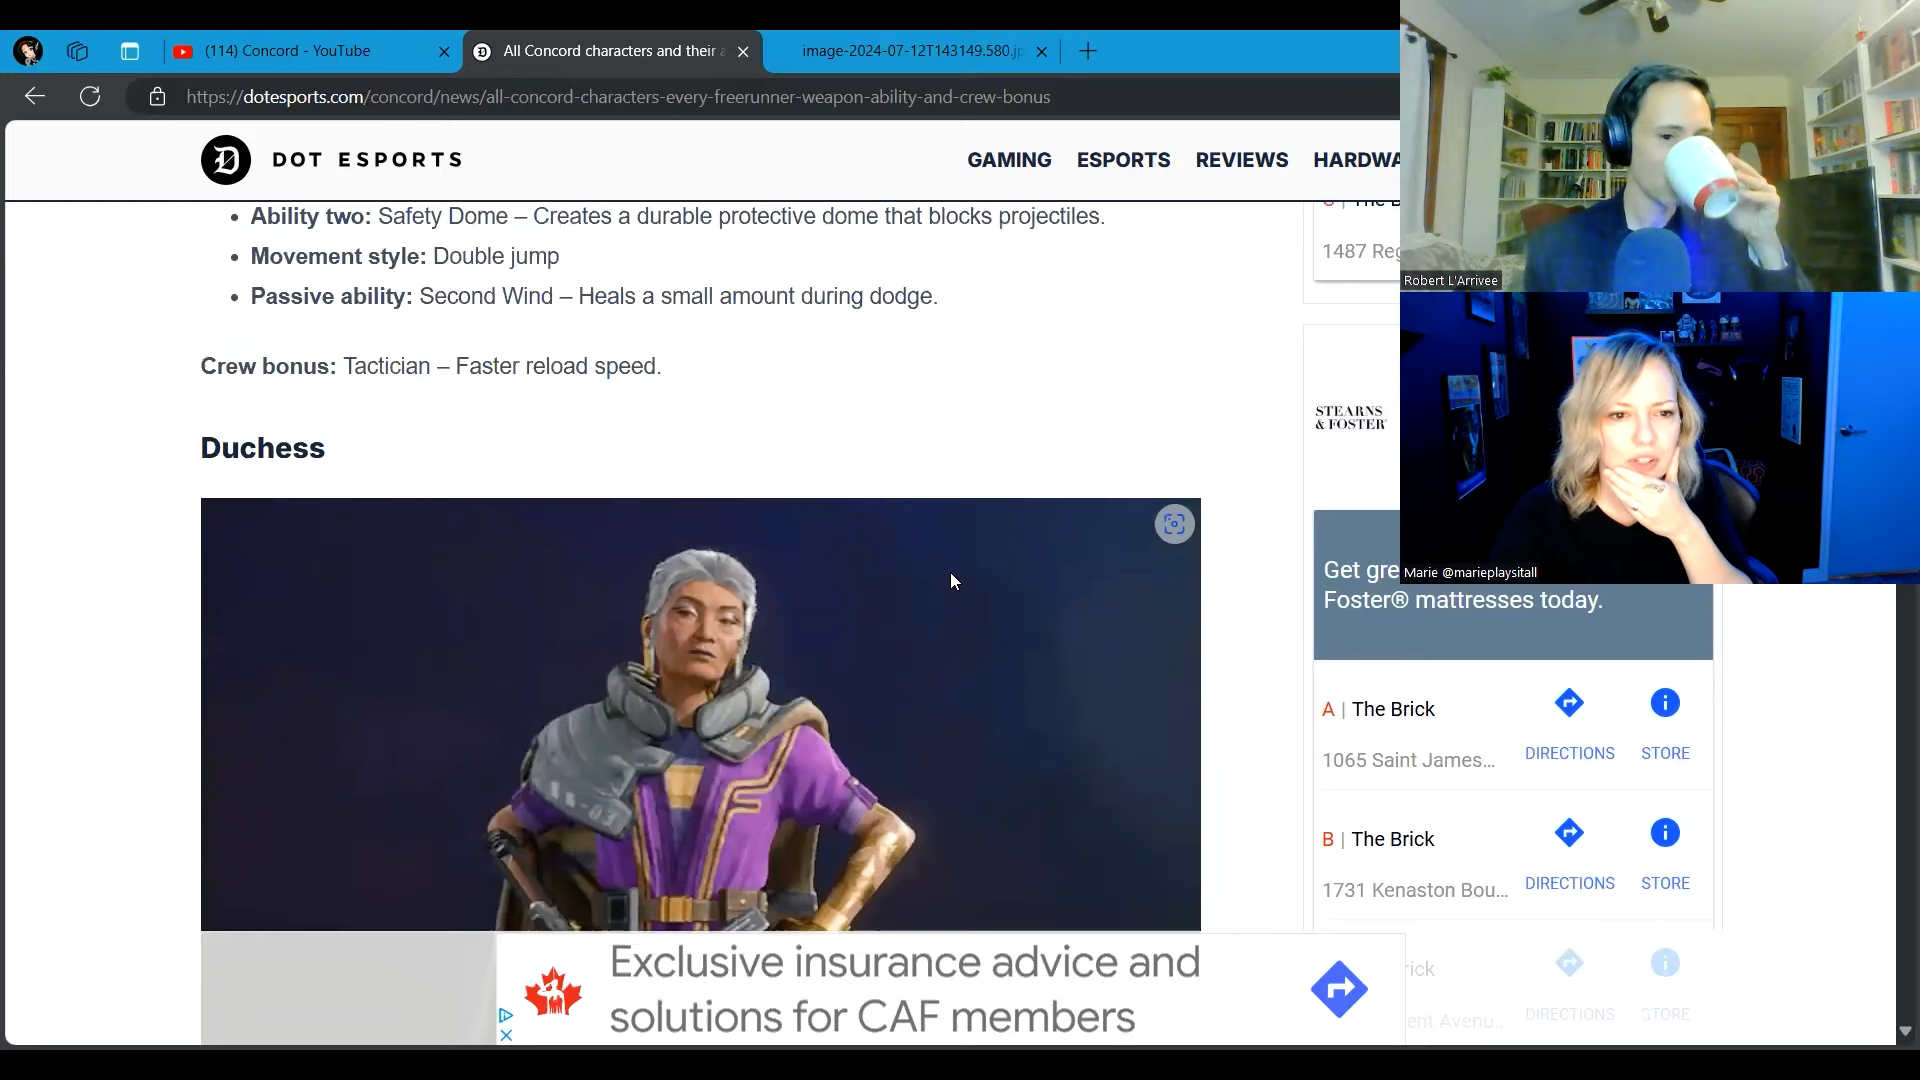 (114) Concord - YouTube
All Concord characters and their a
image-2024-07-12T143149.580.jp
https://dotesports.com/concord/news/all-concord-characters-every-freerunner-weapon-ability-and-crew-bonus
DOT ESPORTS
GAMING
ESPORTS
REVIEWS
HARDWA
Ability two: Safety Dome – Creates a durable protective dome that blocks projectiles.
Movement style: Double jump
Passive ability: Second Wind – Heals a small amount during dodge.
Crew bonus: Tactician – Faster reload speed.
Duchess
1487 Reg
STEARNS
& FOSTER®
Get gre
Foster® mattresses today.
A | The Brick
1065 Saint James...
DIRECTIONS
STORE
B | The Brick
1731 Kenaston Bou...
DIRECTIONS
STORE
rick
ent Avenu..
DIRECTIONS
STORE
Exclusive insurance advice and
solutions for CAF members
Robert L'Arrivee
Marie @marieplaysitall